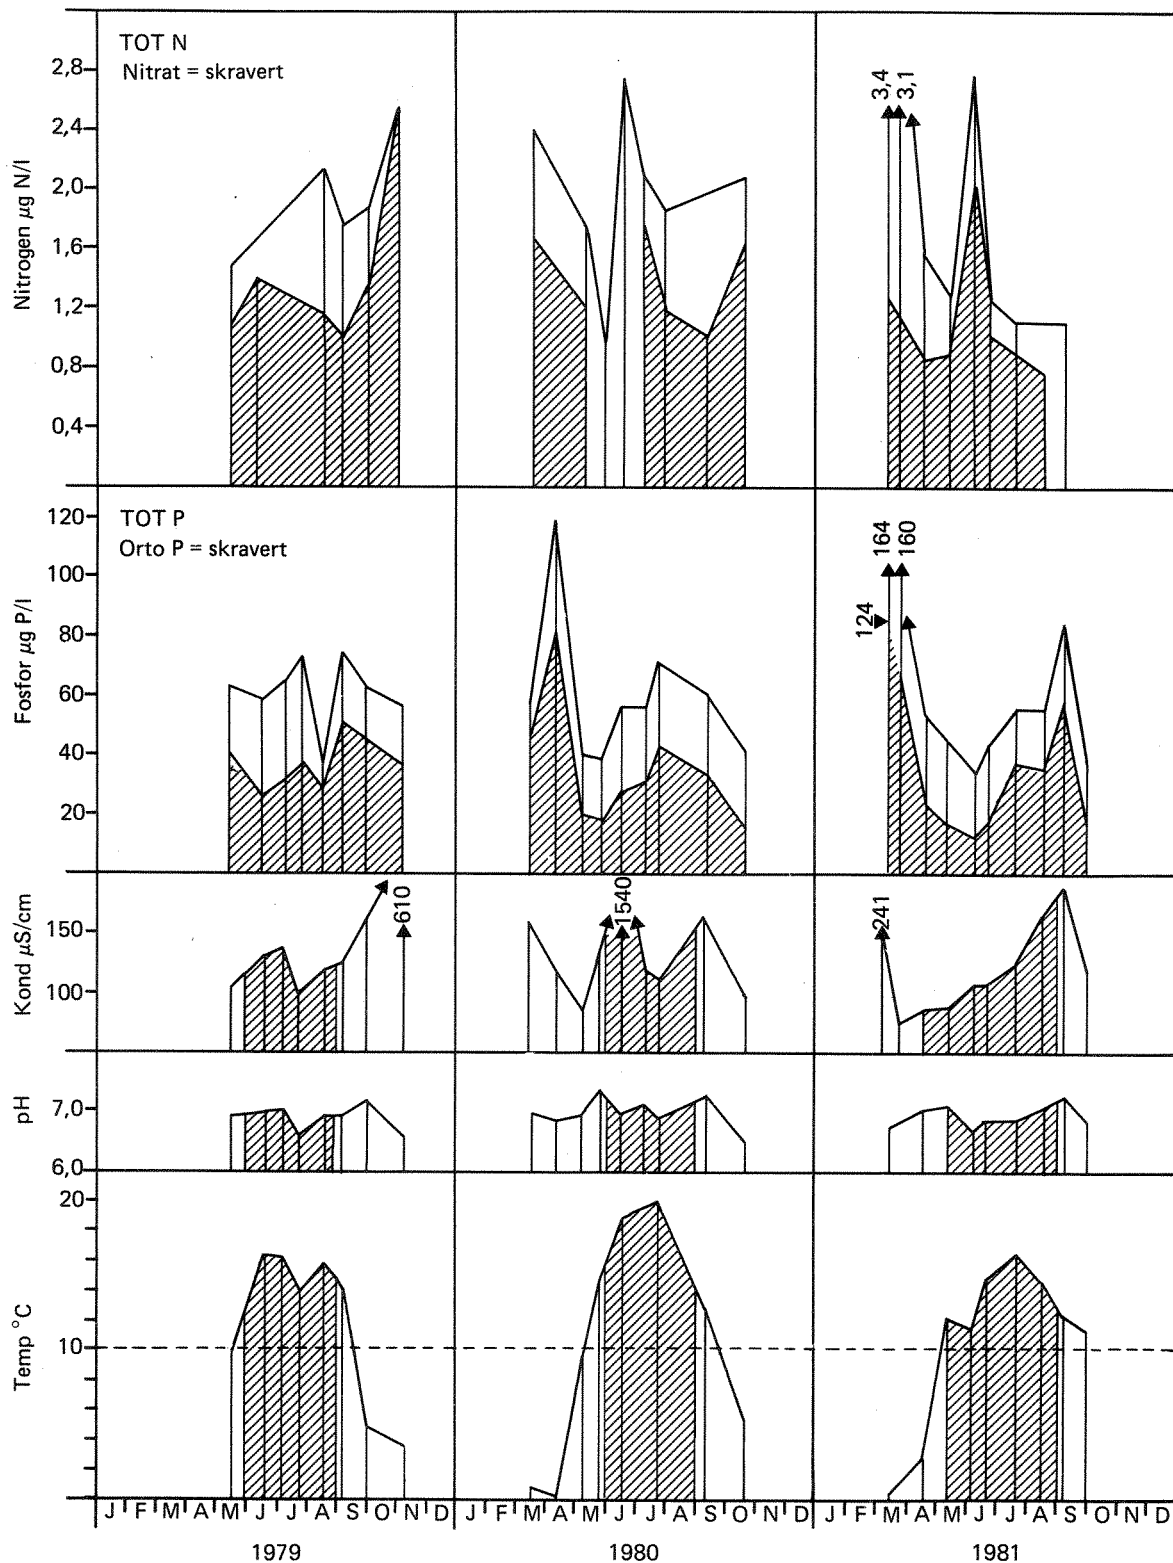 TOT N
Nitrat = skravert
Nitrogen µg N/l
2,8
2,4
2,0
1,6
1,2
0,8
0,4
3,4
3,1
TOT P
Orto P = skravert
Fosfor µg P/l
120
100
80
60
40
20
164
160
124
Kond µS/cm
150
100
610
1540
241
pH
7,0
6,0
Temp °C
20
10
J F M A M J J A S O N D J F M A M J J A S O N D J F M A M J J A S O N D
1979 1980 1981